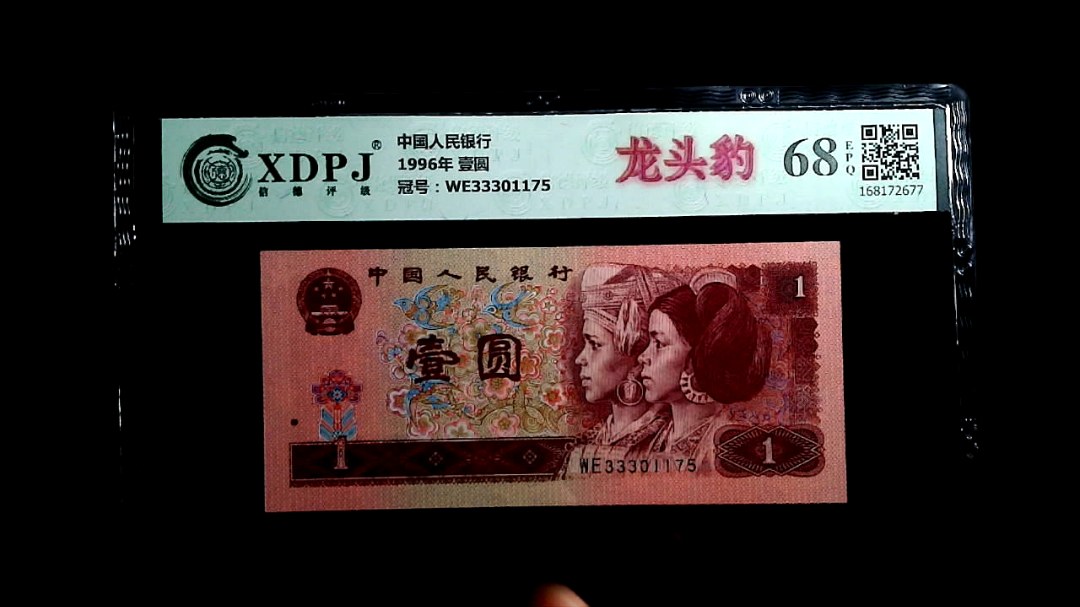 XDPJ®
信德评级
中国人民银行
1996年 壹圆
冠号：WE33301175
龙头豹
68
EPQ
168172677
中国人民银行
1
壹圆
1
WE33301175
1